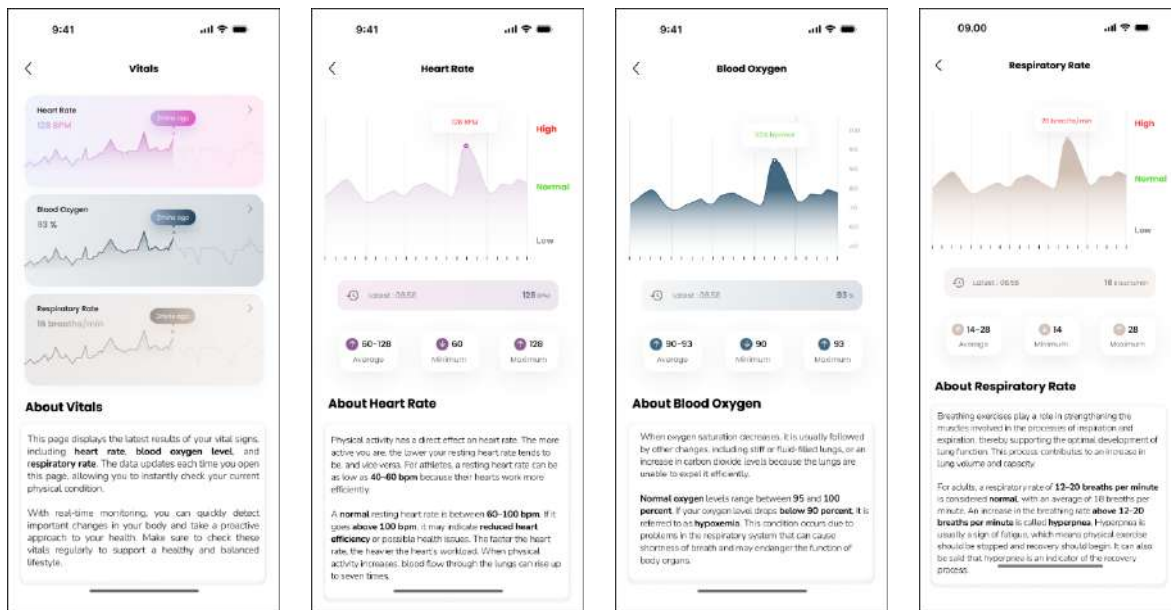 9:41
Vitals
Heart Rate
128 BPM
2mins ago
Blood Oxygen
93 %
2mins ago
Respiratory Rate
18 breaths/min
2mins ago
About Vitals
This page displays the latest results of your vital signs,
including heart rate, blood oxygen level, and
respiratory rate. The data updates each time you open
this page, allowing you to instantly check your current
physical condition.
With real-time monitoring, you can quickly detect
important changes in your body and take a proactive
approach to your health. Make sure to check these
vitals regularly to support a healthy and balanced
lifestyle.
9:41
Heart Rate
128 BPM
High
Normal
Low
Latest : 08.58
128 BPM
60-128
Average
60
Minimum
128
Maximum
About Heart Rate
Physical activity has a direct effect on heart rate. The more
active you are, the lower your resting heart rate tends to
be, and vice versa. For athletes, a resting heart rate can be
as low as 40–60 bpm because their hearts work more
efficiently.
A normal resting heart rate is between 60–100 bpm. If it
goes above 100 bpm, it may indicate reduced heart
efficiency or possible health issues. The faster the heart
rate, the heavier the heart's workload. When physical
activity increases, blood flow through the lungs can rise up
to seven times.
9:41
Blood Oxygen
Normal
Latest : 08.58
93 %
90-93
Average
90
Minimum
93
Maximum
About Blood Oxygen
When oxygen saturation decreases, it is usually followed
by other changes, including stiff or fluid-filled lungs, or an
increase in carbon dioxide levels because the lungs are
unable to expel it efficiently.
Normal oxygen levels range between 95 and 100
percent. If your oxygen level drops below 90 percent, it is
referred to as hypoxemia. This condition occurs due to
problems in the respiratory system that can cause
shortness of breath and may endanger the function of
body organs.
09.00
Respiratory Rate
breaths/min
High
Normal
Low
Latest : 08.58
18
14-28
Average
14
Minimum
28
Maximum
About Respiratory Rate
Breathing exercises play a role in strengthening the
muscles involved in the processes of inspiration and
expiration, thereby supporting the optimal development of
lung function. This process contributes to an increase in
lung volume and capacity.
For adults, a respiratory rate of 12–20 breaths per minute
is considered normal, with an average of 18 breaths per
minute. An increase in the breathing rate above 12–20
breaths per minute is called hyperpnea. Hyperpnea is
usually a sign of fatigue, which means physical exercise
should be stopped and recovery should begin. It can also
be said that hyperpnea is an indicator of the recovery
process.